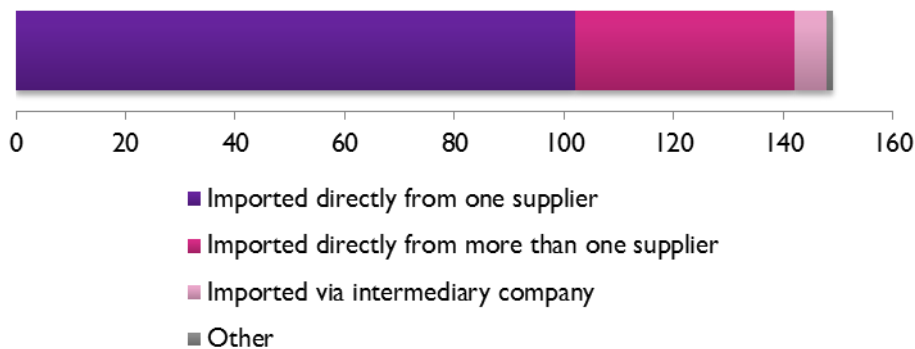 0 20 40 60 80 100 120 140 160
Imported directly from one supplier
Imported directly from more than one supplier
Imported via intermediary company
Other